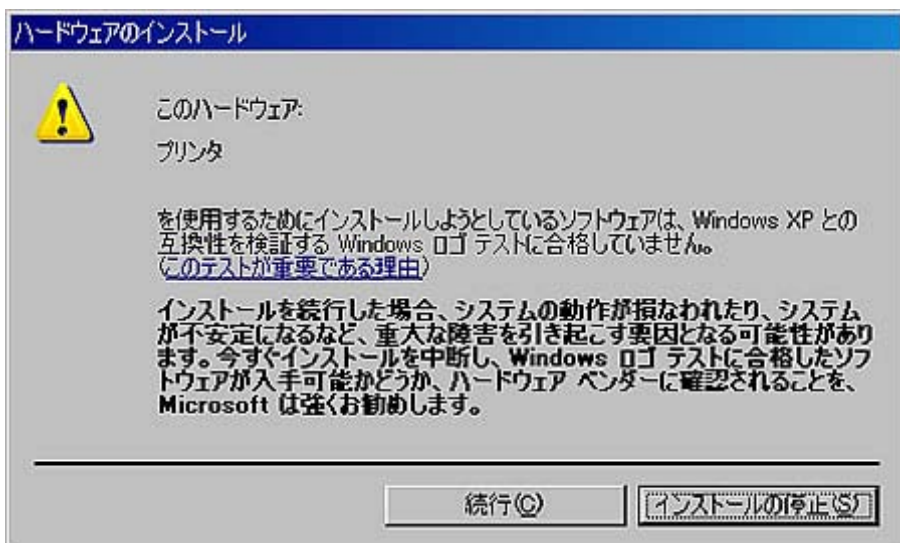 ハードウェアのインストール
このハードウェア:
プリンタ
を使用するためにインストールしようとしているソフトウェアは、Windows XP との
互換性を検証する Windows ロゴ テストに合格していません。
(このテストが重要である理由)
インストールを続行した場合、システムの動作が損なわれたり、システム
が不安定になるなど、重大な障害を引き起こす要因となる可能性があり
ます。今すぐインストールを中断し、Windows ロゴ テストに合格したソフ
トウェアが入手可能かどうか、ハードウェア ベンダーに確認されることを、
Microsoft は強くお勧めします。
続行(C)
インストールの停止(S)